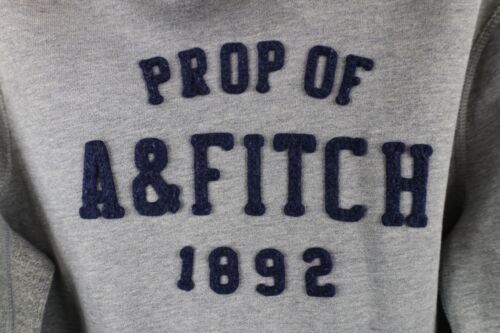 PROP OF
A&FITCH
1892